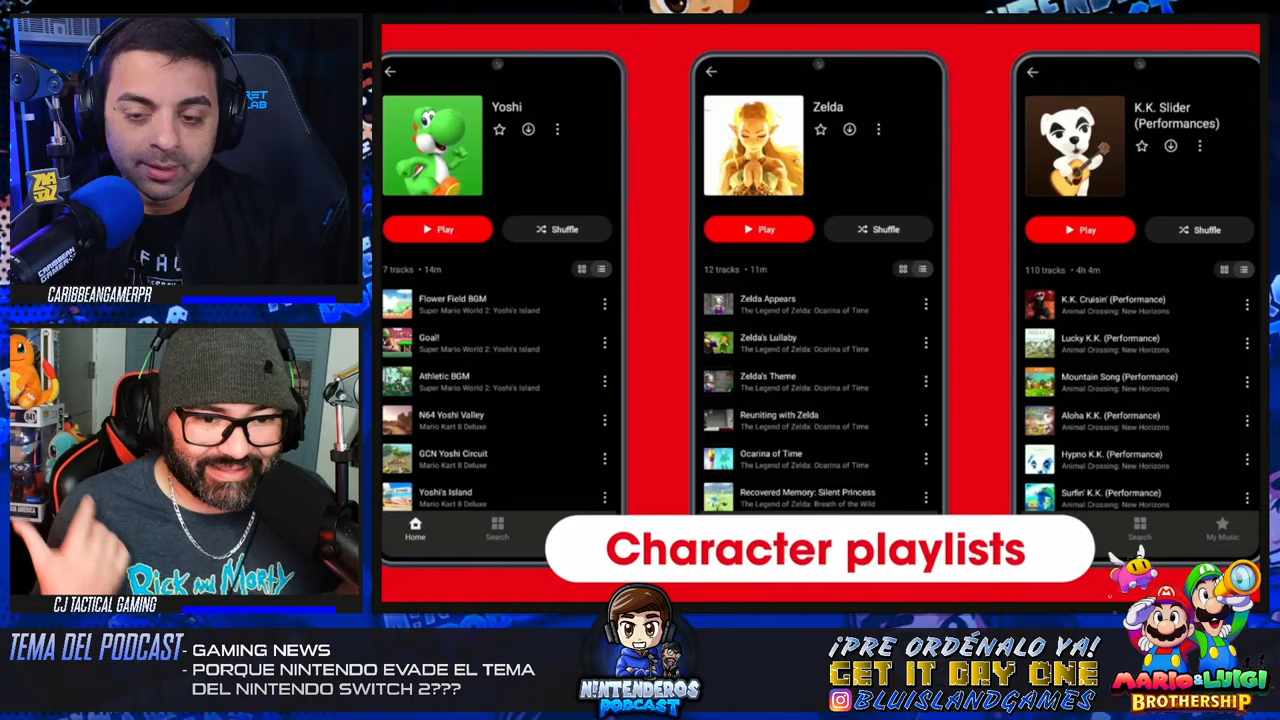 RET
LAB
CARIBBEAN
GAMER
CARIBBEANGAMERPR
Rick and Morty
CJ TACTICAL GAMING
Yoshi
Play
Shuffle
7 tracks • 14m
Flower Field BGM
Super Mario World 2: Yoshi's Island
Goal!
Super Mario World 2: Yoshi's Island
Athletic BGM
Super Mario World 2: Yoshi's Island
N64 Yoshi Valley
Mario Kart 8 Deluxe
GCN Yoshi Circuit
Mario Kart 8 Deluxe
Yoshi's Island
Home
Search
Zelda
Play
Shuffle
12 tracks • 11m
Zelda Appears
The Legend of Zelda: Ocarina of Time
Zelda's Lullaby
The Legend of Zelda: Ocarina of Time
Zelda's Theme
The Legend of Zelda: Ocarina of Time
Reuniting with Zelda
The Legend of Zelda: Ocarina of Time
Ocarina of Time
The Legend of Zelda: Ocarina of Time
Recovered Memory: Silent Princess
The Legend of Zelda: Breath of the Wild
K.K. Slider
(Performances)
Play
Shuffle
110 tracks • 4h 4m
K.K. Cruisin' (Performance)
Animal Crossing: New Horizons
Lucky K.K. (Performance)
Animal Crossing: New Horizons
Mountain Song (Performance)
Animal Crossing: New Horizons
Aloha K.K. (Performance)
Animal Crossing: New Horizons
Hypno K.K. (Performance)
Animal Crossing: New Horizons
Surfin' K.K. (Performance)
Animal Crossing: New Horizons
Search
My Music
Character playlists
TEMA DEL PODCAST
- GAMING NEWS
- PORQUE NINTENDO EVADE EL TEMA
DEL NINTENDO SWITCH 2???
NINTENDEROS
PODCAST
¡PRE ORDÉNALO YA!
GET IT DAY ONE
BLUISLANDGAMES
MARIO & LUIGI
BROTHERSHIP